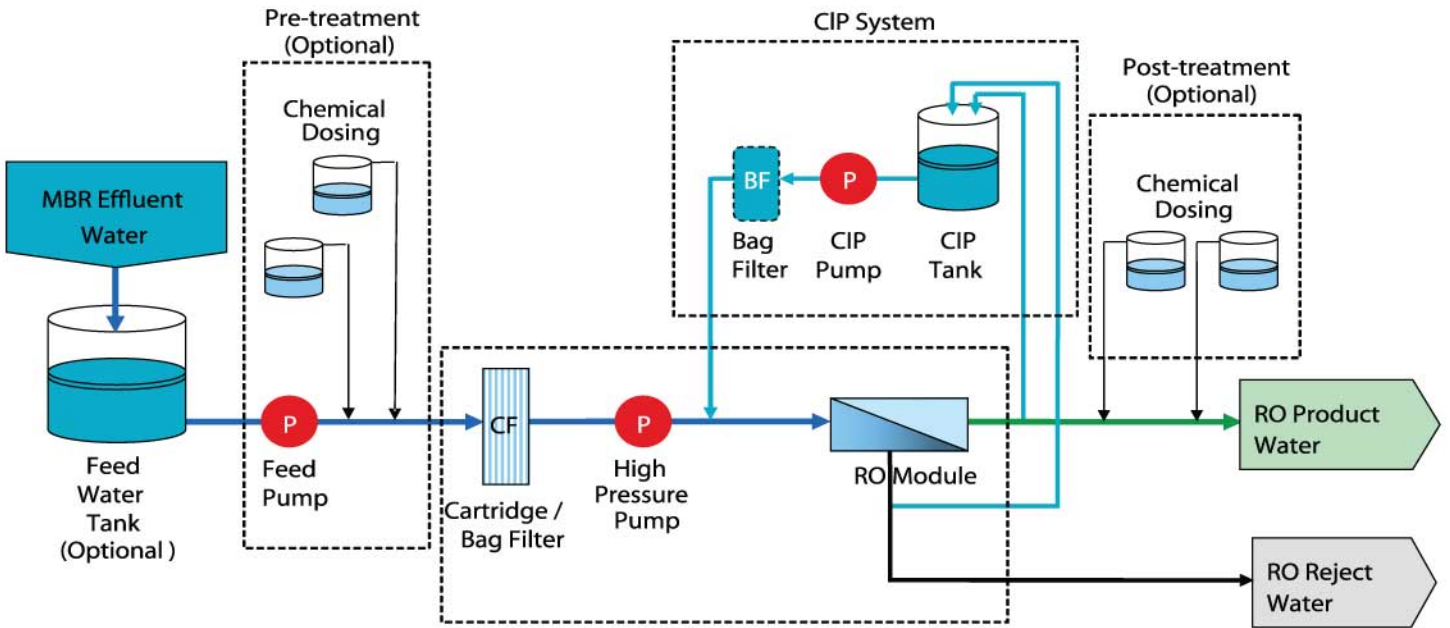 Pre-treatment
(Optional)
CIP System
Post-treatment
(Optional)
Chemical
Dosing
MBR Effluent
Water
BF
P
Bag
Filter
CIP
Pump
CIP
Tank
Chemical
Dosing
P
CF
P
Feed
Water
Tank
(Optional )
Feed
Pump
Cartridge /
Bag Filter
High
Pressure
Pump
RO Module
RO Product
Water
RO Reject
Water